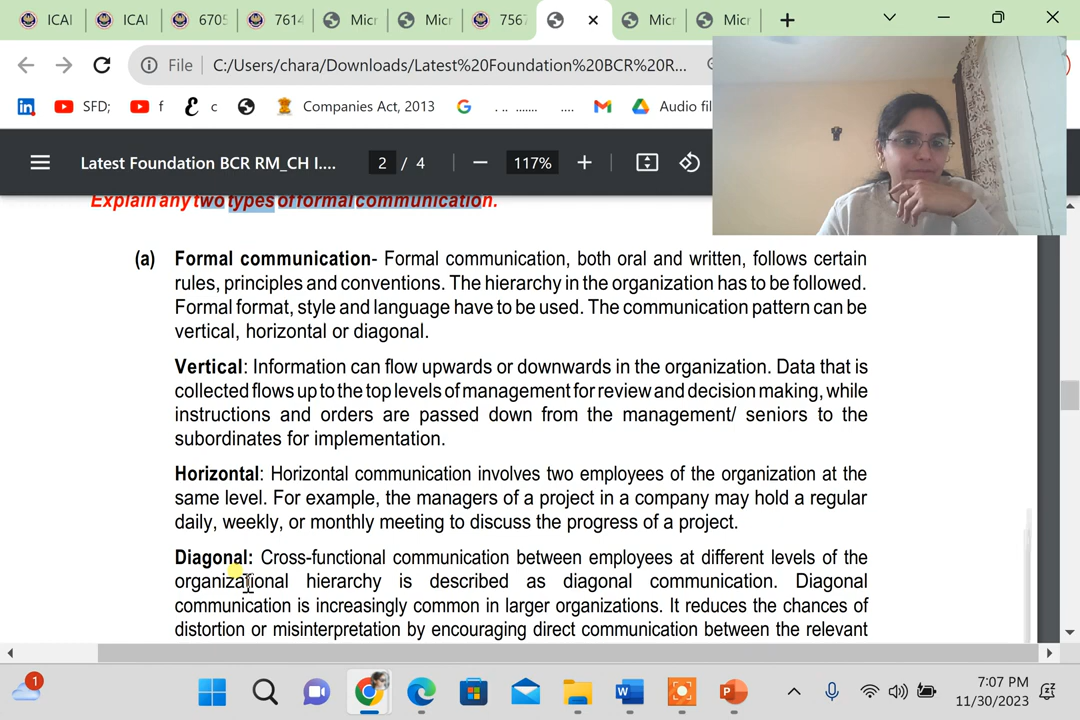 ICAI
ICAI
6705
7614
Micr
Micr
7567
Micr
Micr
File
C:/Users/chara/Downloads/Latest%20Foundation%20BCR%20R...
SFD;
f
c
Companies Act, 2013
. .. ....... ....
Audio fil
Latest Foundation BCR RM_CH I....
2 / 4
117%
Explain any two types of formal communication.
(a) Formal communication- Formal communication, both oral and written, follows certain
rules, principles and conventions. The hierarchy in the organization has to be followed.
Formal format, style and language have to be used. The communication pattern can be
vertical, horizontal or diagonal.
Vertical: Information can flow upwards or downwards in the organization. Data that is
collected flows up to the top levels of management for review and decision making, while
instructions and orders are passed down from the management/ seniors to the
subordinates for implementation.
Horizontal: Horizontal communication involves two employees of the organization at the
same level. For example, the managers of a project in a company may hold a regular
daily, weekly, or monthly meeting to discuss the progress of a project.
Diagonal: Cross-functional communication between employees at different levels of the
organizational hierarchy is described as diagonal communication. Diagonal
communication is increasingly common in larger organizations. It reduces the chances of
distortion or misinterpretation by encouraging direct communication between the relevant
1
7:07 PM
11/30/2023